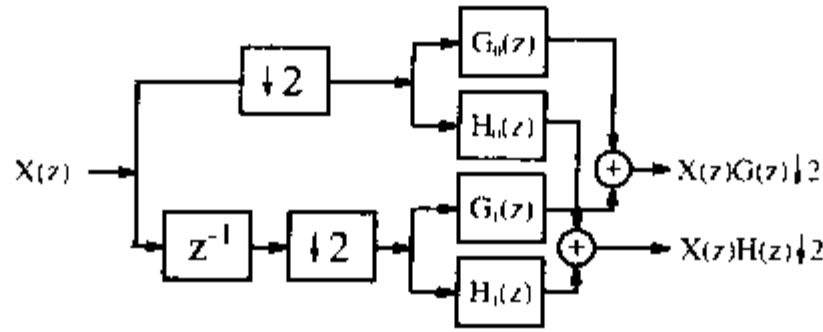 G₀(z)
↓2
H₀(z)
X(z)
+
X(z)G(z)↓2
G₁(z)
z⁻¹
↓2
+
X(z)H(z)↓2
H₁(z)